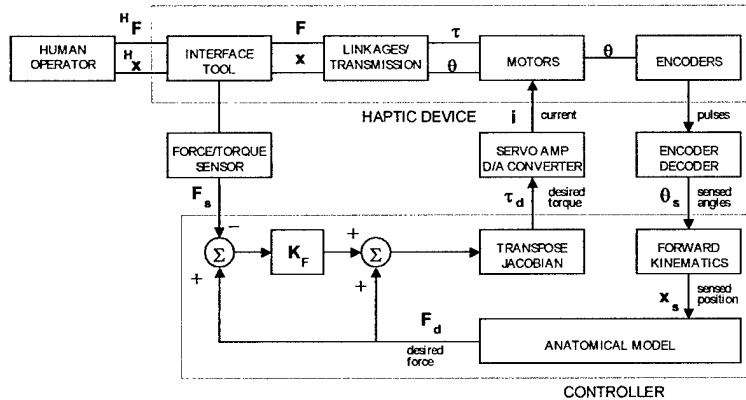 H F F τ
HUMAN
OPERATOR
INTERFACE
TOOL
LINKAGES/
TRANSMISSION
MOTORS
θ
ENCODERS
H x x θ
HAPTIC DEVICE
i current
pulses
FORCE/TORQUE
SENSOR
SERVO AMP
D/A CONVERTER
ENCODER
DECODER
F s
τ d desired
torque
θ s sensed
angles
−
+
Σ
K F
+
Σ
TRANSPOSE
JACOBIAN
FORWARD
KINEMATICS
+
+
x s sensed
position
F d
desired
force
ANATOMICAL MODEL
CONTROLLER